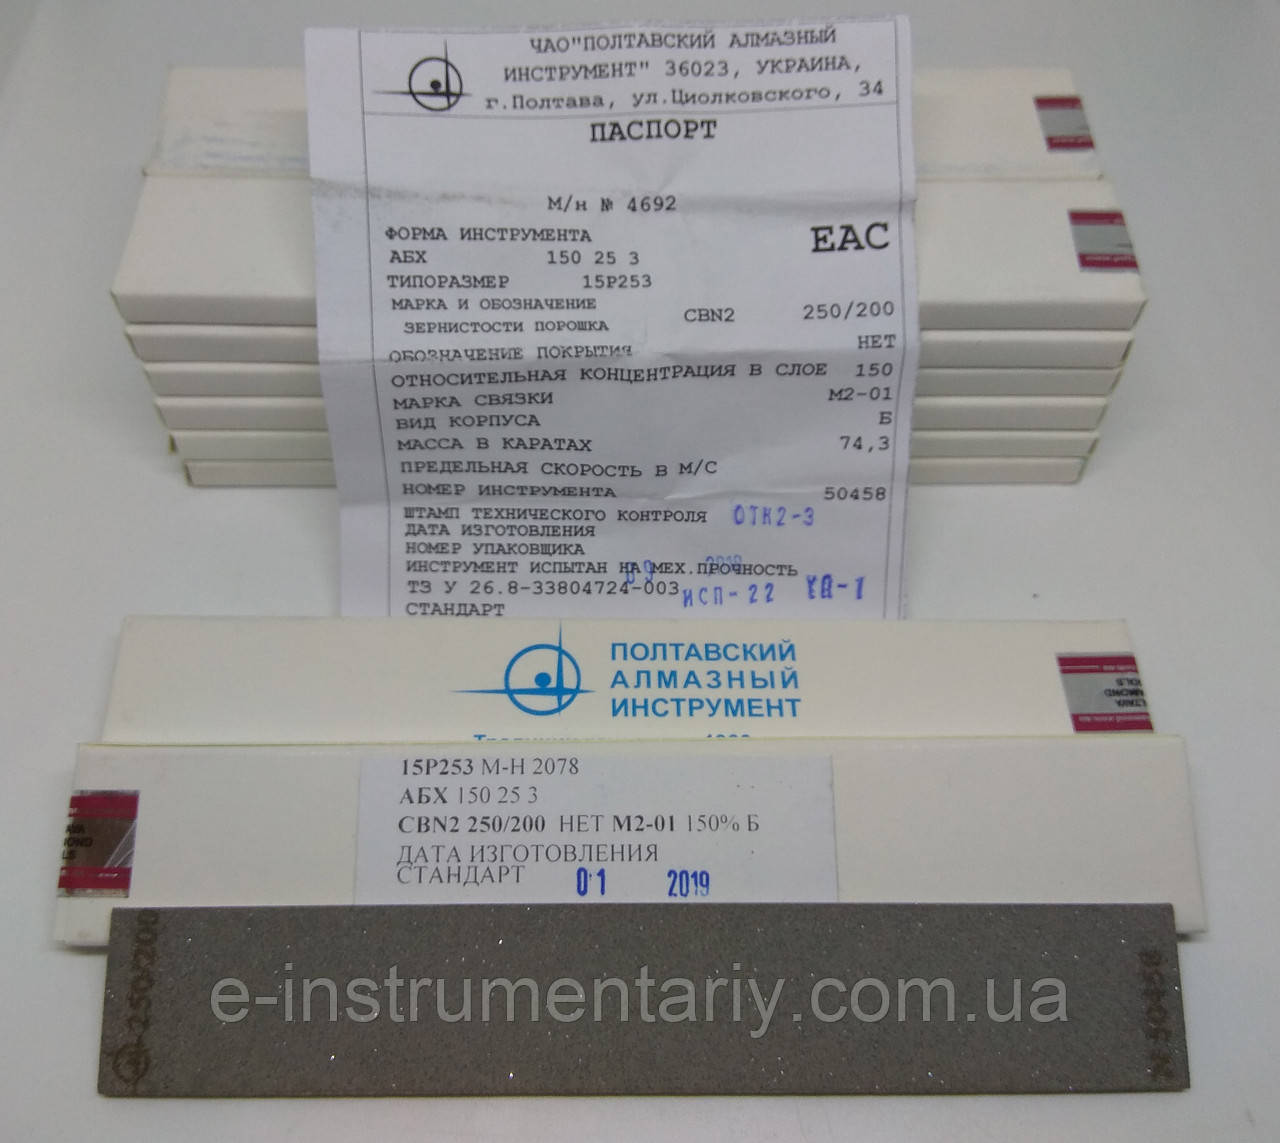 ЧАО"ПОЛТАВСКИЙ АЛМАЗНЫЙ
ИНСТРУМЕНТ" 36023, УКРАИНА,
г.Полтава, ул.Циолковского, 34
ПАСПОРТ
М/н № 4692
ФОРМА ИНСТРУМЕНТА
EAC
АБХ 150 25 3
ТИПОРАЗМЕР 15Р253
МАРКА И ОБОЗНАЧЕНИЕ
ЗЕРНИСТОСТИ ПОРОШКА CBN2 250/200
ОБОЗНАЧЕНИЕ ПОКРЫТИЯ НЕТ
ОТНОСИТЕЛЬНАЯ КОНЦЕНТРАЦИЯ В СЛОЕ 150
МАРКА СВЯЗКИ М2-01
ВИД КОРПУСА Б
МАССА В КАРАТАХ 74,3
ПРЕДЕЛЬНАЯ СКОРОСТЬ В М/С
НОМЕР ИНСТРУМЕНТА 50458
ШТАМП ТЕХНИЧЕСКОГО КОНТРОЛЯ ОТК2-3
ДАТА ИЗГОТОВЛЕНИЯ
НОМЕР УПАКОВЩИКА
ИНСТРУМЕНТ ИСПЫТАН НА МЕХ.ПРОЧНОСТЬ
ТЗ У 26.8-33804724-003 ИСП-22
СТАНДАРТ
ПОЛТАВСКИЙ
АЛМАЗНЫЙ
ИНСТРУМЕНТ
15Р253 М-Н 2078
АБХ 150 25 3
CBN2 250/200 НЕТ М2-01 150% Б
ДАТА ИЗГОТОВЛЕНИЯ
СТАНДАРТ 01 2019
250/200
e-instrumentariy.com.ua